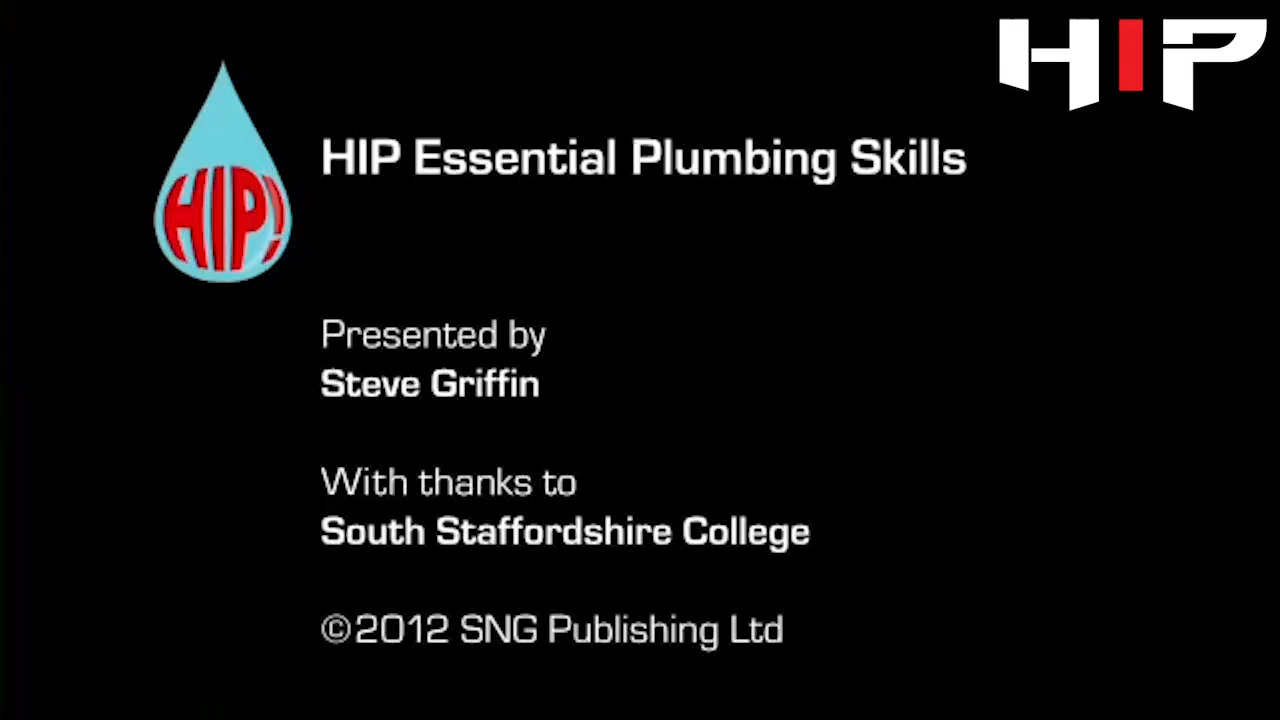 HIP
HIP!
HIP Essential Plumbing Skills
Presented by
Steve Griffin
With thanks to
South Staffordshire College
©2012 SNG Publishing Ltd